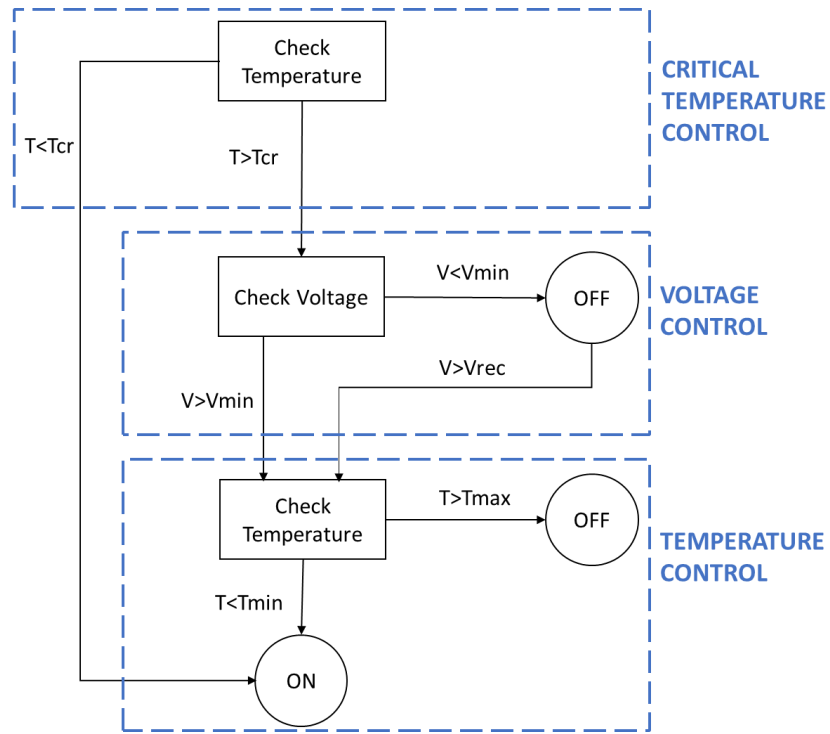 Check
Temperature
CRITICAL
TEMPERATURE
CONTROL
T<Tcr
T>Tcr
Check Voltage
V<Vmin
OFF
VOLTAGE
CONTROL
V>Vrec
V>Vmin
Check
Temperature
T>Tmax
OFF
TEMPERATURE
CONTROL
T<Tmin
ON